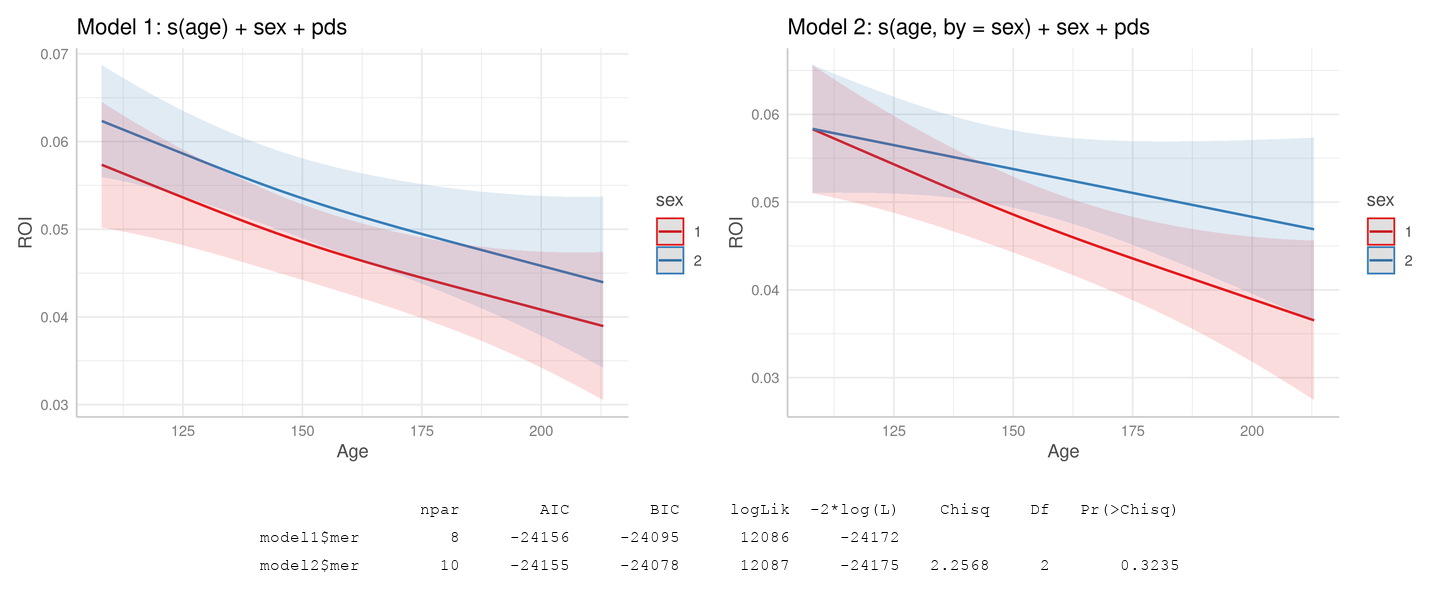 Model 1: s(age) + sex + pds
0.07
0.06
0.05
0.04
0.03
ROI
125 150 175 200
Age
sex
1
2
Model 2: s(age, by = sex) + sex + pds
0.06
0.05
0.04
0.03
ROI
125 150 175 200
Age
sex
1
2
npar AIC BIC logLik -2*log(L) Chisq Df Pr(>Chisq)
model1$mer 8 -24156 -24095 12086 -24172
model2$mer 10 -24155 -24078 12087 -24175 2.2568 2 0.3235